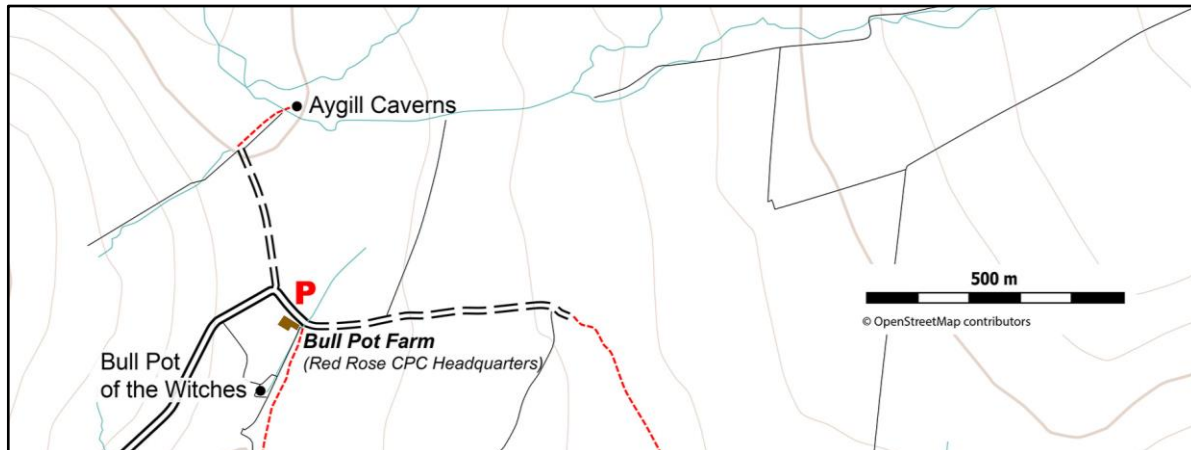 Aygill Caverns
500 m
© OpenStreetMap contributors
P
Bull Pot Farm
(Red Rose CPC Headquarters)
Bull Pot
of the Witches